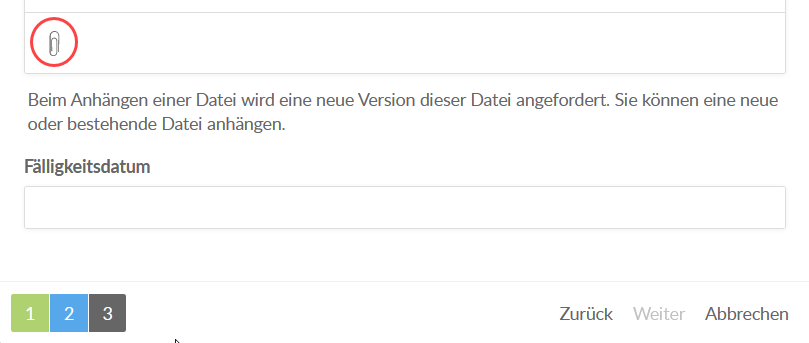 Beim Anhängen einer Datei wird eine neue Version dieser Datei angefordert. Sie können eine neue
oder bestehende Datei anhängen.
Fälligkeitsdatum
1 2 3 Zurück Weiter Abbrechen